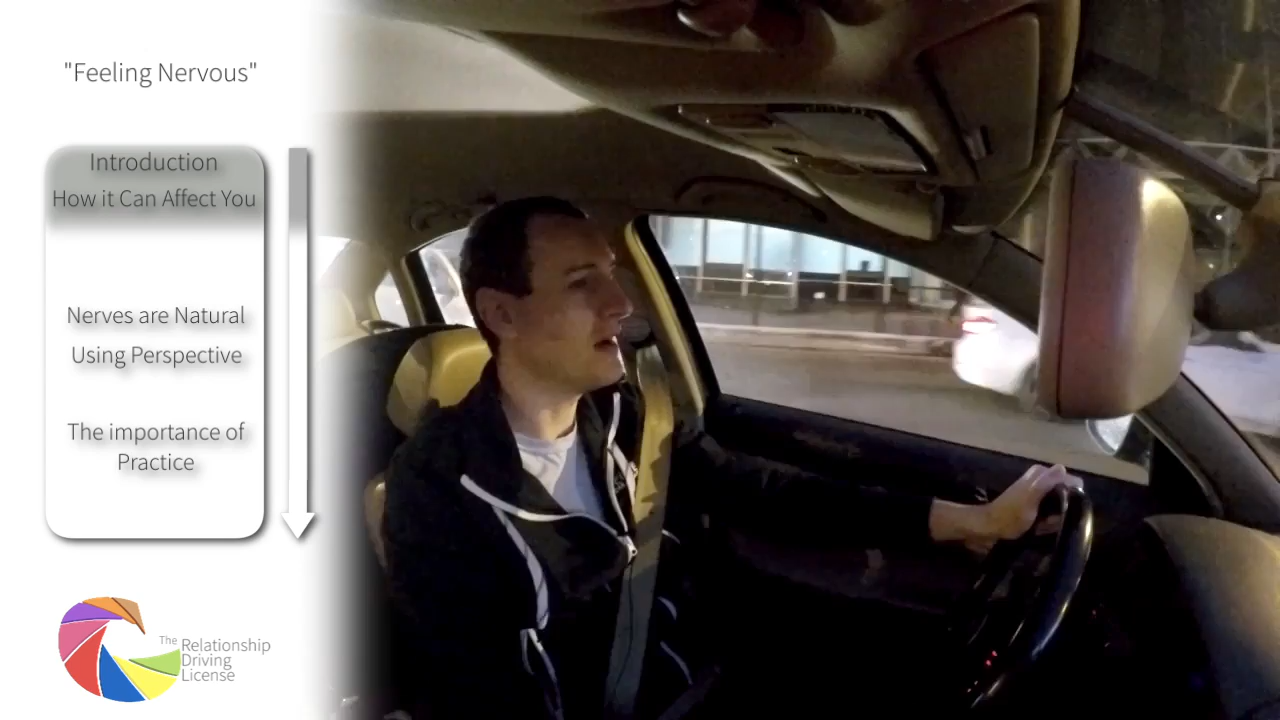 "Feeling Nervous"
Introduction
How it Can Affect You
Nerves are Natural
Using Perspective
The importance of
Practice
The Relationship
Driving
License